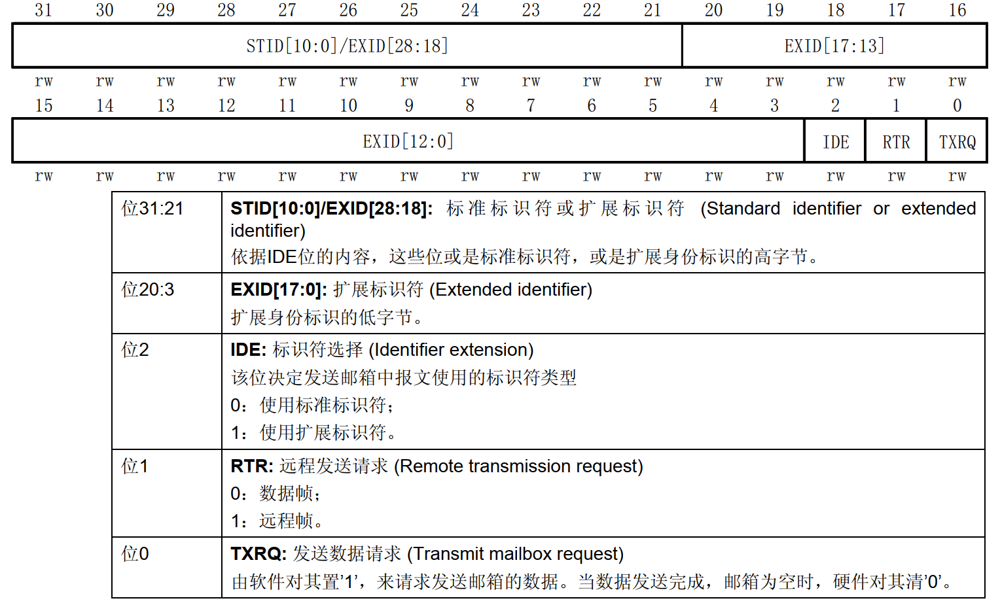 31 30 29 28 27 26 25 24 23 22 21 20 19 18 17 16
STID[10:0]/EXID[28:18] EXID[17:13]
rw rw rw rw rw rw rw rw rw rw rw rw rw rw rw rw
15 14 13 12 11 10 9 8 7 6 5 4 3 2 1 0
EXID[12:0] IDE RTR TXRQ
rw rw rw rw rw rw rw rw rw rw rw rw rw rw rw rw
位31:21 STID[10:0]/EXID[28:18]: 标准标识符或扩展标识符 (Standard identifier or extended
identifier)
依据IDE位的内容，这些位或是标准标识符，或是扩展身份标识的高字节。
位20:3 EXID[17:0]: 扩展标识符 (Extended identifier)
扩展身份标识的低字节。
位2 IDE: 标识符选择 (Identifier extension)
该位决定发送邮箱中报文使用的标识符类型
0：使用标准标识符；
1：使用扩展标识符。
位1 RTR: 远程发送请求 (Remote transmission request)
0：数据帧；
1：远程帧。
位0 TXRQ: 发送数据请求 (Transmit mailbox request)
由软件对其置’1’，来请求发送邮箱的数据。当数据发送完成，邮箱为空时，硬件对其清’0’。